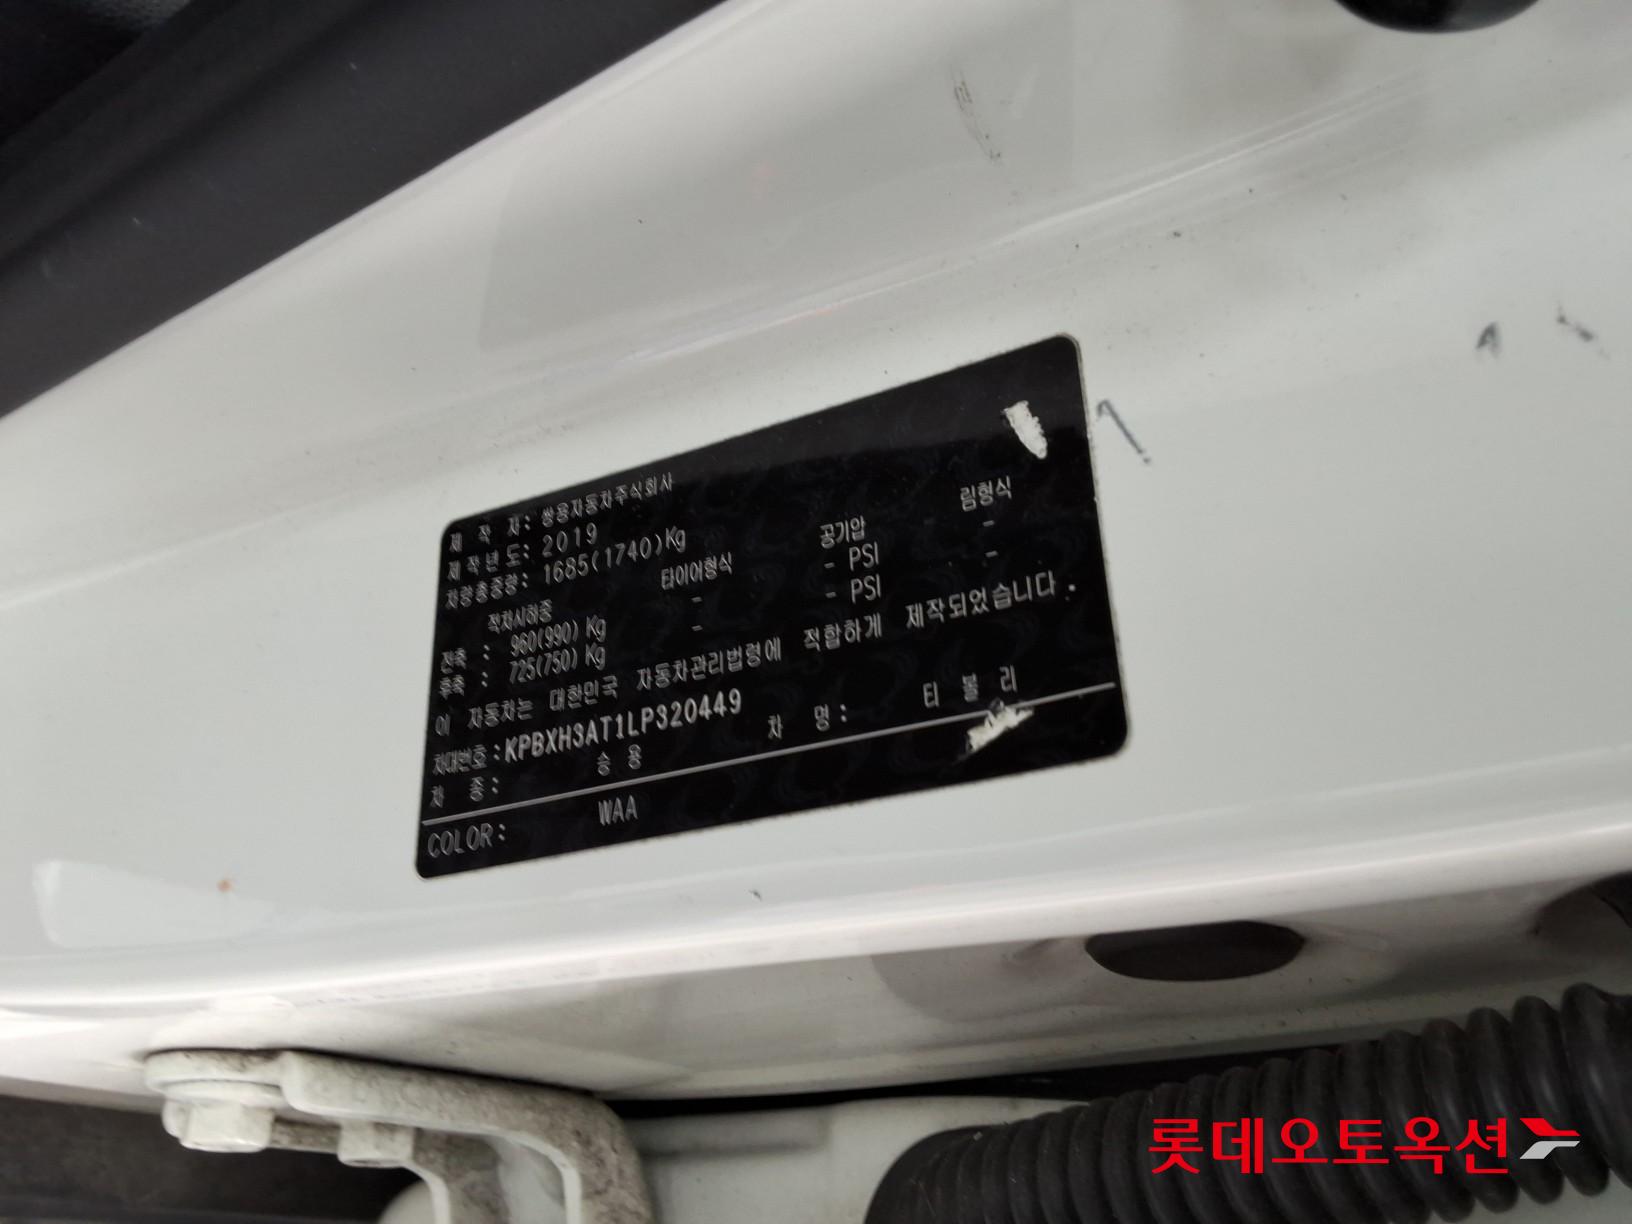 제 작 자: 쌍용자동차주식회사
제작년도: 2019
차량총중량: 1685(1740)Kg
적차시하중 타이어형식 공기압 림형식
전축 : 960(990) Kg - - PSI -
후축 : 725(750) Kg - - PSI -
이 자동차는 대한민국 자동차관리법령에 적합하게 제작되었습니다.
차대번호:KPBXH3AT1LP320449
차 종: 승 용 차 명: 티 볼 리
COLOR: WAA
롯데오토옥션